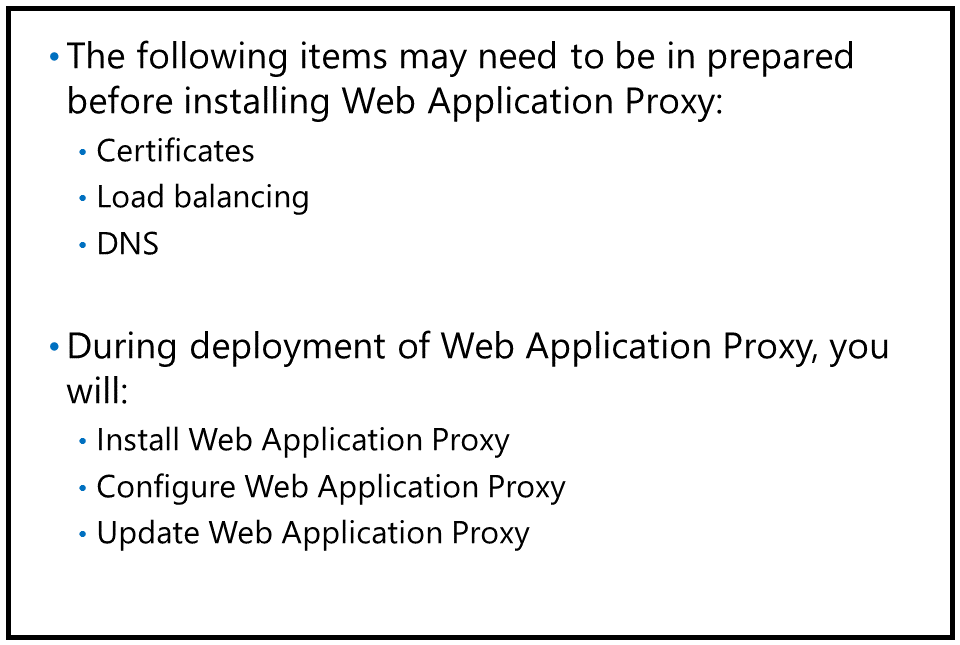 • The following items may need to be in prepared
before installing Web Application Proxy:
• Certificates
• Load balancing
• DNS
• During deployment of Web Application Proxy, you
will:
• Install Web Application Proxy
• Configure Web Application Proxy
• Update Web Application Proxy